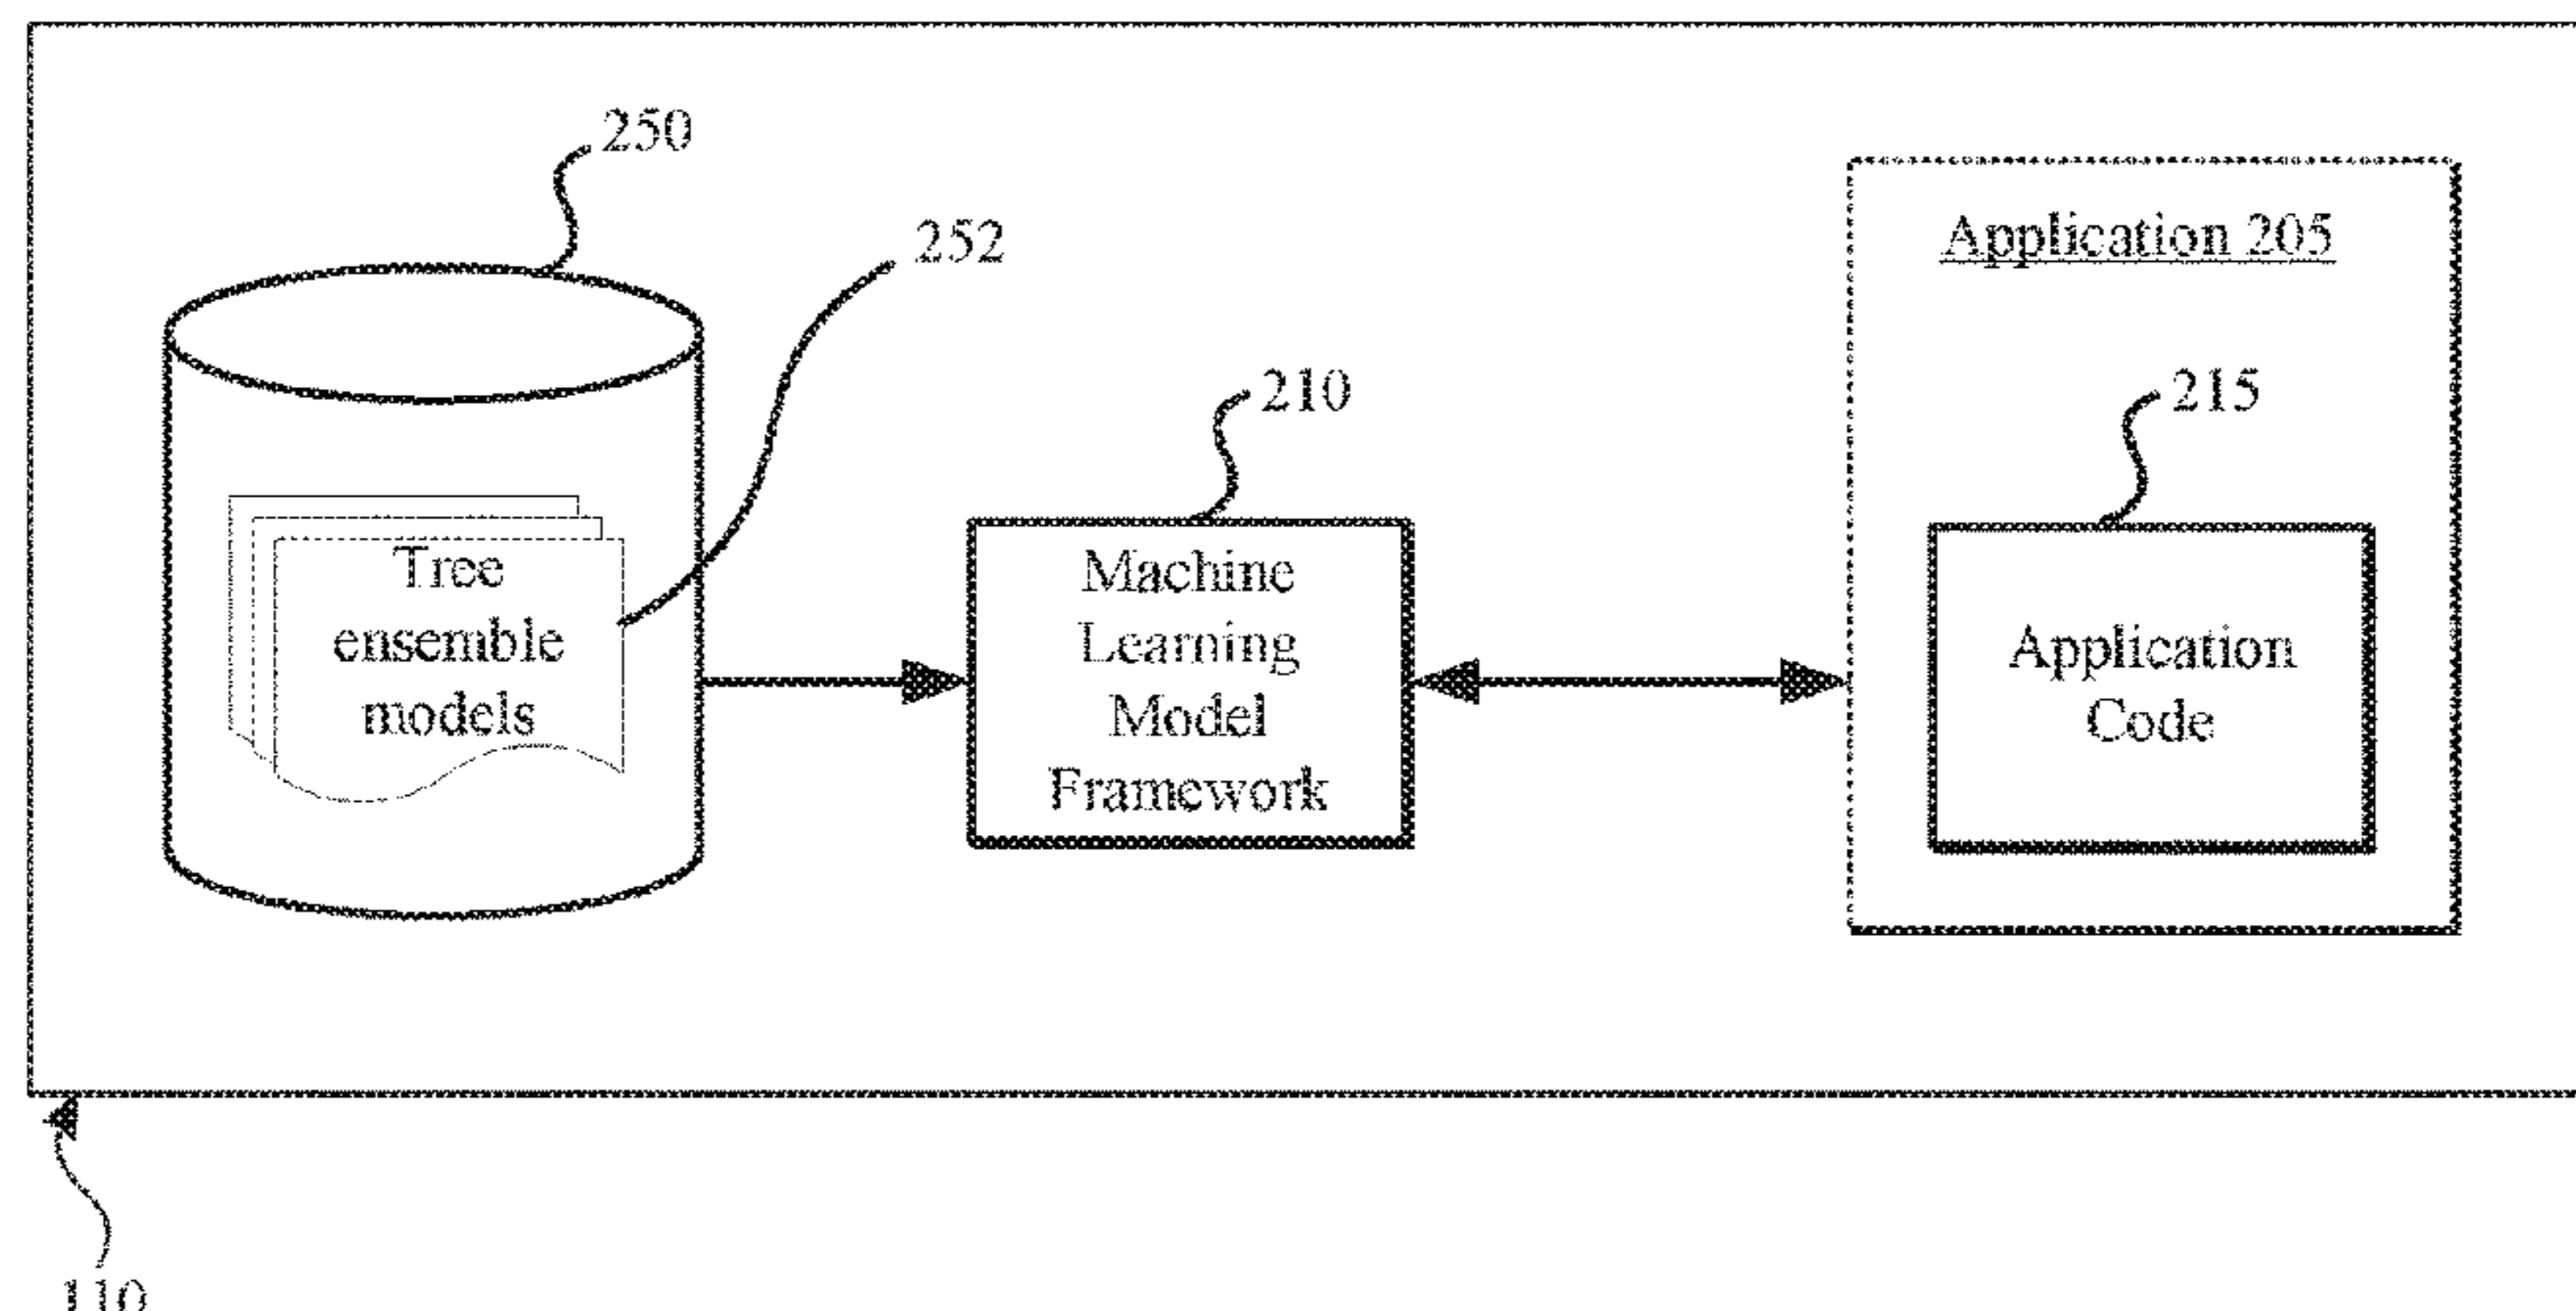 250
252
Application 205
210
215
Tree
ensemble
models
Machine
Learning
Model
Framework
Application
Code
110